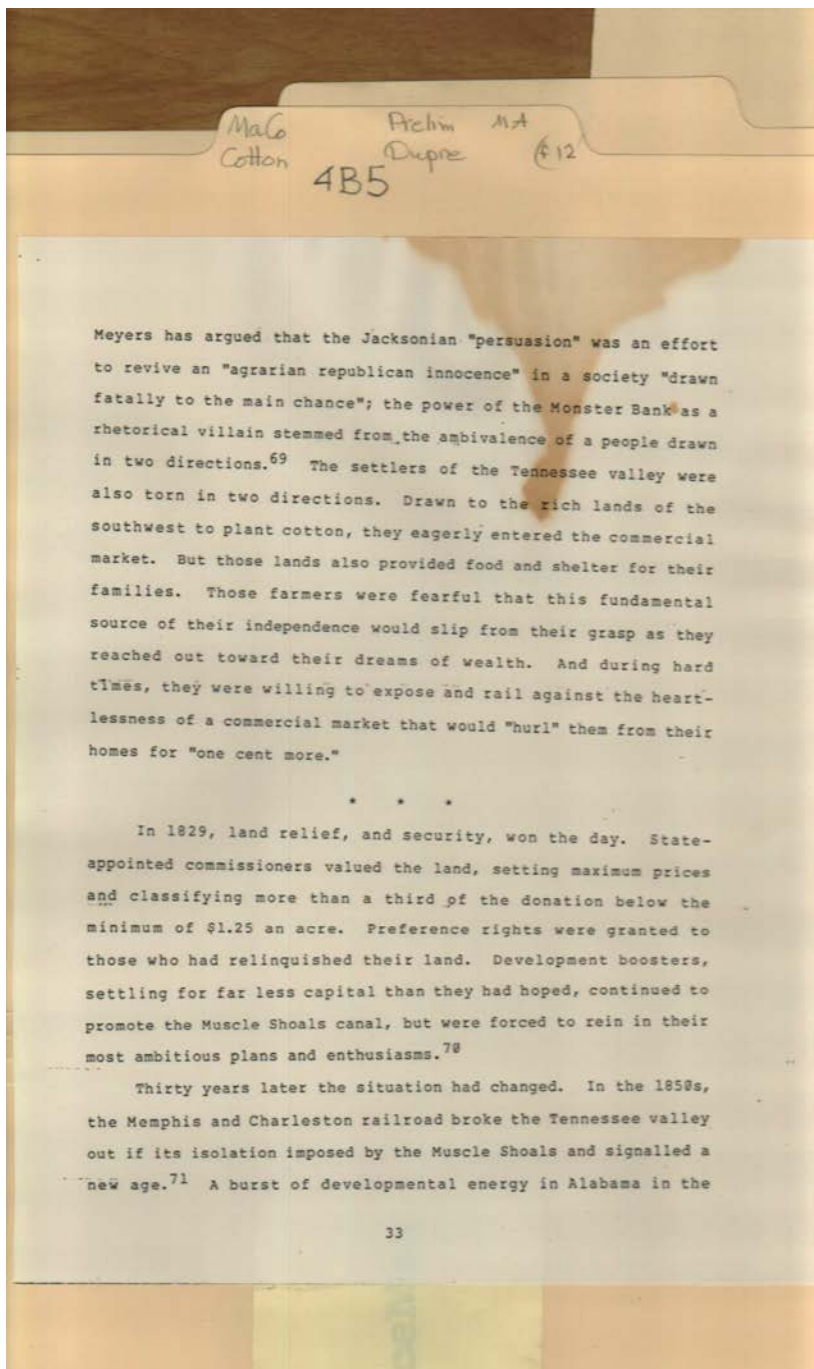 MaCo Prelim MA
Cotton Dupre
4B5
Meyers has argued that the Jacksonian "persuasion" was an effort
to revive an "agrarian republican innocence" in a society "drawn
fatally to the main chance"; the power of the Monster Bank as a
rhetorical villain stemmed from the ambivalence of a people drawn
in two directions.69 The settlers of the Tennessee valley were
also torn in two directions. Drawn to the rich lands of the
southwest to plant cotton, they eagerly entered the commercial
market. But those lands also provided food and shelter for their
families. Those farmers were fearful that this fundamental
source of their independence would slip from their grasp as they
reached out toward their dreams of wealth. And during hard
times, they were willing to expose and rail against the heart-
lessness of a commercial market that would "hurl" them from their
homes for "one cent more."
* * *
In 1829, land relief, and security, won the day. State-
appointed commissioners valued the land, setting maximum prices
and classifying more than a third of the donation below the
minimum of $1.25 an acre. Preference rights were granted to
those who had relinquished their land. Development boosters,
settling for far less capital than they had hoped, continued to
promote the Muscle Shoals canal, but were forced to rein in their
most ambitious plans and enthusiasms.70
Thirty years later the situation had changed. In the 1850s,
the Memphis and Charleston railroad broke the Tennessee valley
out if its isolation imposed by the Muscle Shoals and signalled a
new age.71 A burst of developmental energy in Alabama in the
33